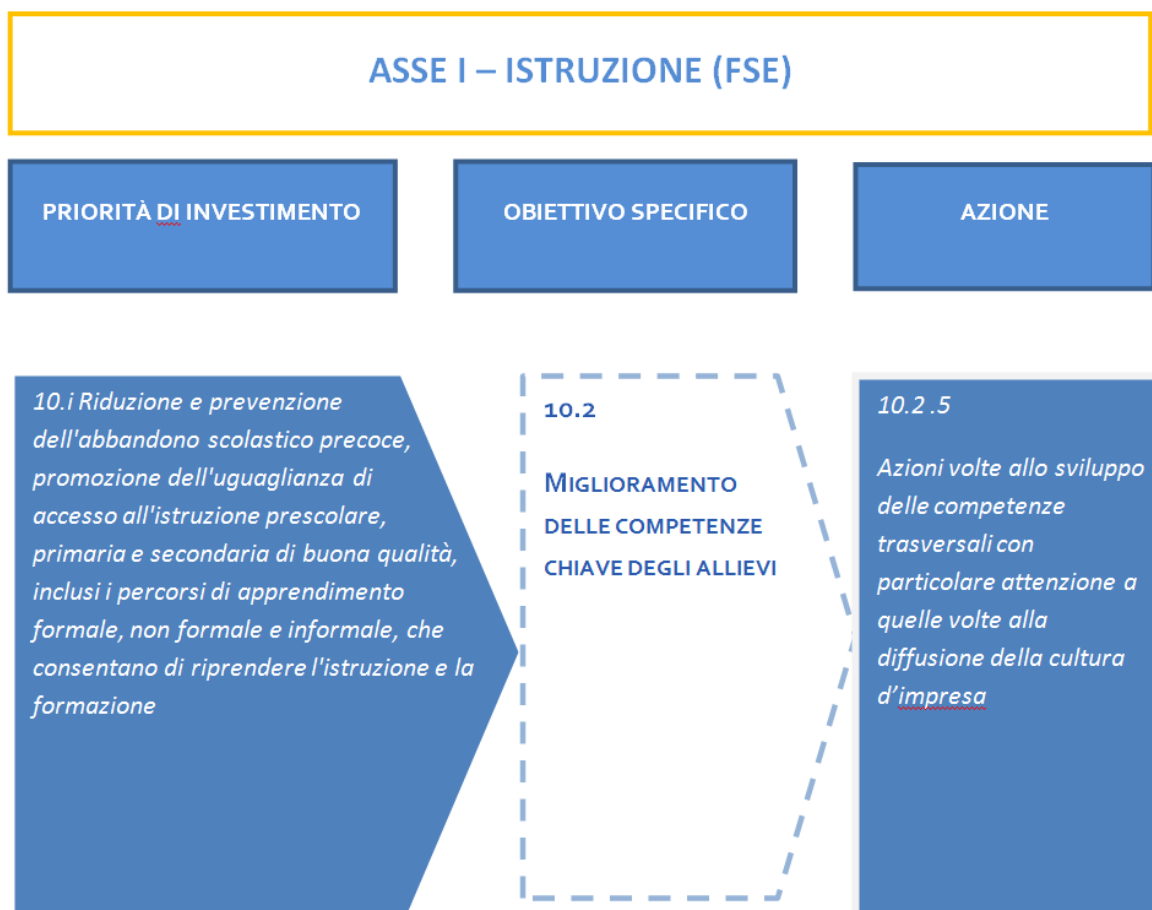 ASSE I – ISTRUZIONE (FSE)
PRIORITÀ DI INVESTIMENTO
OBIETTIVO SPECIFICO
AZIONE
10.i Riduzione e prevenzione
dell'abbandono scolastico precoce,
promozione dell'uguaglianza di
accesso all'istruzione prescolare,
primaria e secondaria di buona qualità,
inclusi i percorsi di apprendimento
formale, non formale e informale, che
consentano di riprendere l'istruzione e la
formazione
10.2
MIGLIORAMENTO
DELLE COMPETENZE
CHIAVE DEGLI ALLIEVI
10.2 .5
Azioni volte allo sviluppo
delle competenze
trasversali con
particolare attenzione a
quelle volte alla
diffusione della cultura
d’impresa